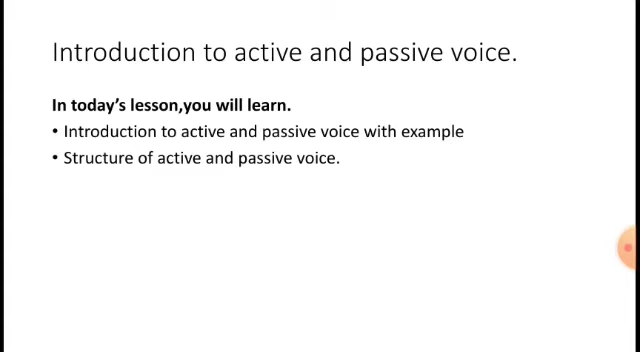 Introduction to active and passive voice.
In today's lesson,you will learn.
• Introduction to active and passive voice with example
• Structure of active and passive voice.